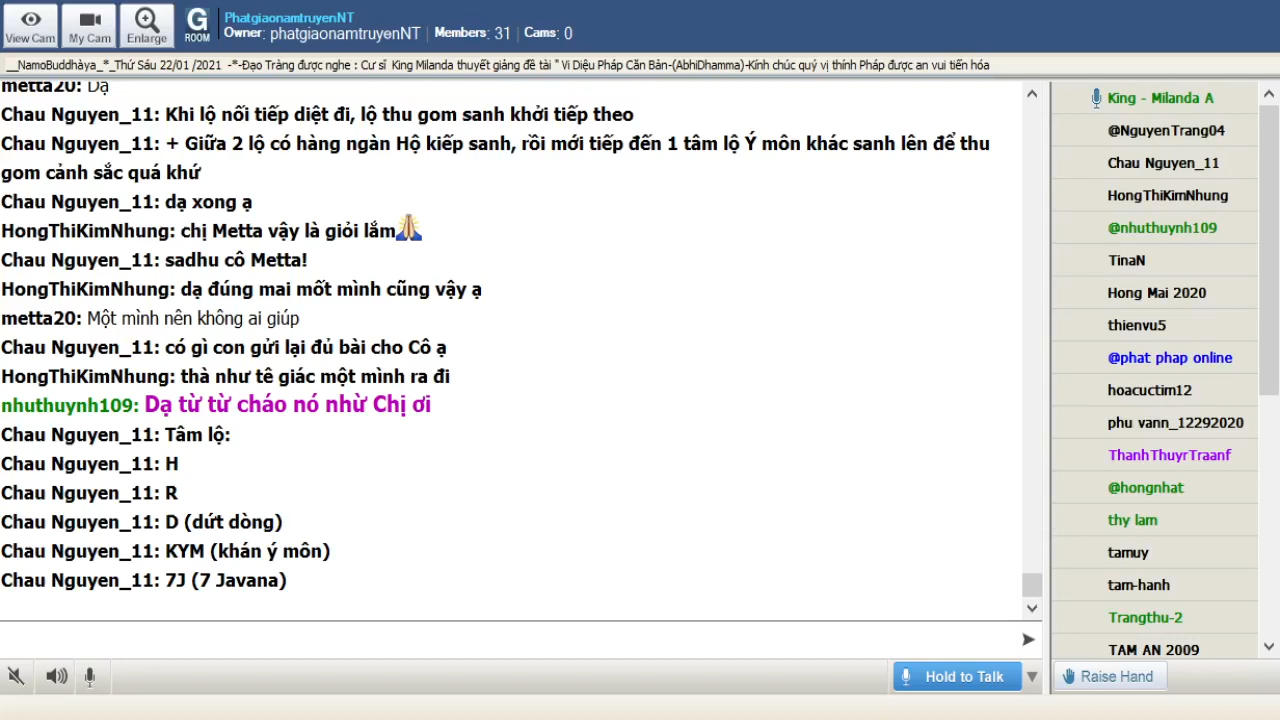 View Cam
My Cam
Enlarge
G
ROOM
PhatgiaonamtruyenNT
Owner: phatgiaonamtruyenNT | Members: 31 | Cams: 0
__NamoBuddhàya_*_Thứ Sáu 22/01 /2021 -*-Đạo Tràng được nghe : Cư sĩ King Milanda thuyết giảng đề tài " Vi Diệu Pháp Căn Bản-(AbhiDhamma)-Kính chúc quý vị thính Pháp được an vui tiến hóa
metta20: Dạ
Chau Nguyen_11: Khi lộ nối tiếp diệt đi, lộ thu gom sanh khởi tiếp theo
Chau Nguyen_11: + Giữa 2 lộ có hàng ngàn Hộ kiếp sanh, rồi mới tiếp đến 1 tâm lộ Ý môn khác sanh lên để thu
gom cảnh sắc quá khứ
Chau Nguyen_11: dạ xong ạ
HongThiKimNhung: chị Metta vậy là giỏi lắm
Chau Nguyen_11: sadhu cô Metta!
HongThiKimNhung: dạ đúng mai mốt mình cũng vậy ạ
metta20: Một mình nên không ai giúp
Chau Nguyen_11: có gì con gửi lại đủ bài cho Cô ạ
HongThiKimNhung: thà như tê giác một mình ra đi
nhuthuynh109: Dạ từ từ cháo nó nhừ Chị ơi
Chau Nguyen_11: Tâm lộ:
Chau Nguyen_11: H
Chau Nguyen_11: R
Chau Nguyen_11: D (dứt dòng)
Chau Nguyen_11: KYM (khán ý môn)
Chau Nguyen_11: 7J (7 Javana)
King - Milanda A
@NguyenTrang04
Chau Nguyen_11
HongThiKimNhung
@nhuthuynh109
TinaN
Hong Mai 2020
thienvu5
@phat phap online
hoacuctim12
phu vann_12292020
ThanhThuyrTraanf
@hongnhat
thy lam
tamuy
tam-hanh
Trangthu-2
TAM AN 2009
Hold to Talk
Raise Hand